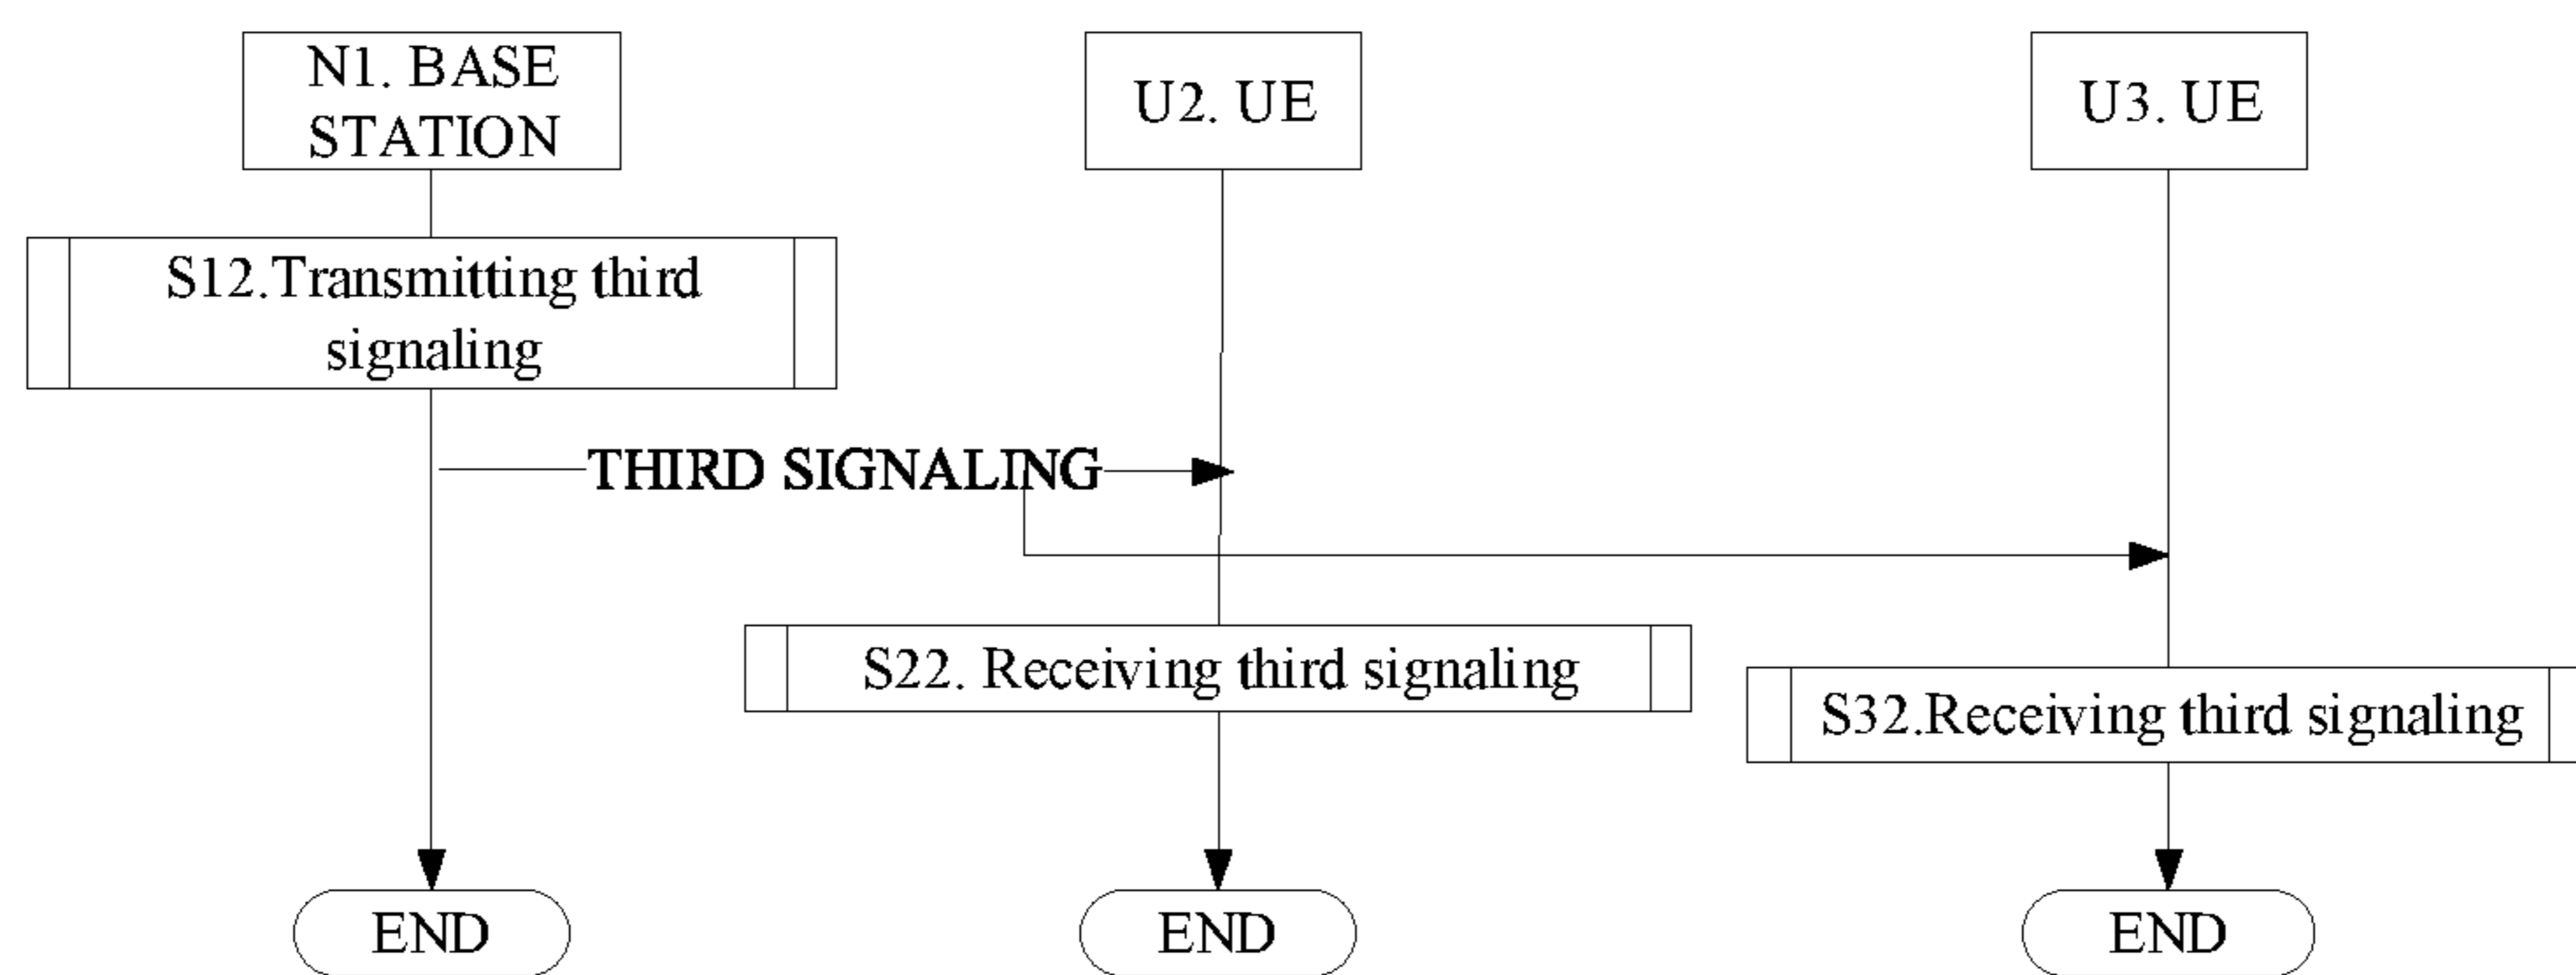 N1. BASE
STATION
U2. UE
U3. UE
S12.Transmitting third
signaling
THIRD SIGNALING
S22. Receiving third signaling
S32.Receiving third signaling
END
END
END